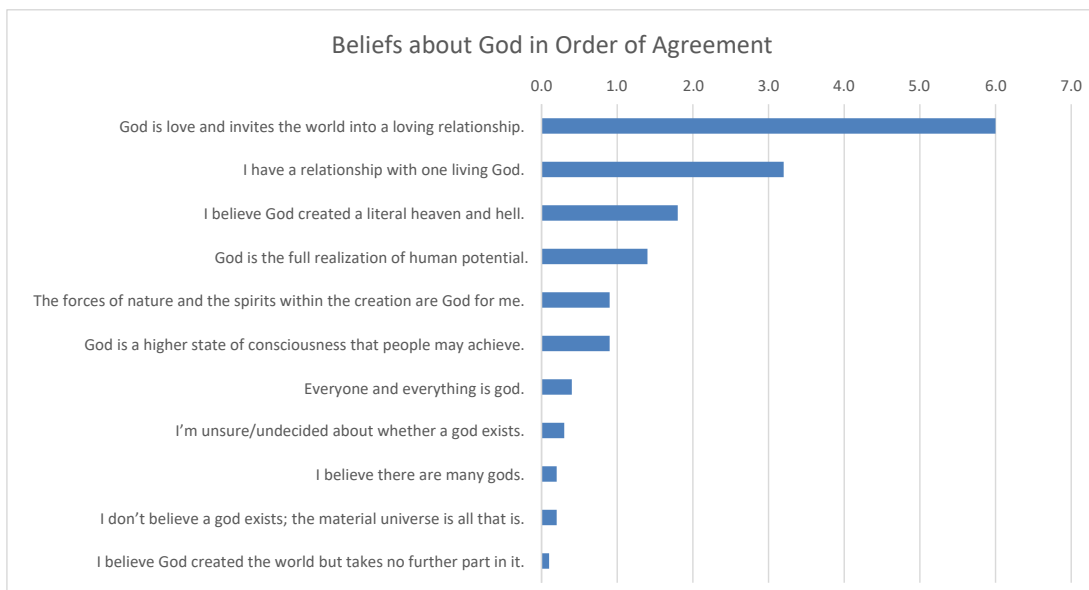 Beliefs about God in Order of Agreement
0.0 1.0 2.0 3.0 4.0 5.0 6.0 7.0
God is love and invites the world into a loving relationship.
I have a relationship with one living God.
I believe God created a literal heaven and hell.
God is the full realization of human potential.
The forces of nature and the spirits within the creation are God for me.
God is a higher state of consciousness that people may achieve.
Everyone and everything is god.
I’m unsure/undecided about whether a god exists.
I believe there are many gods.
I don’t believe a god exists; the material universe is all that is.
I believe God created the world but takes no further part in it.